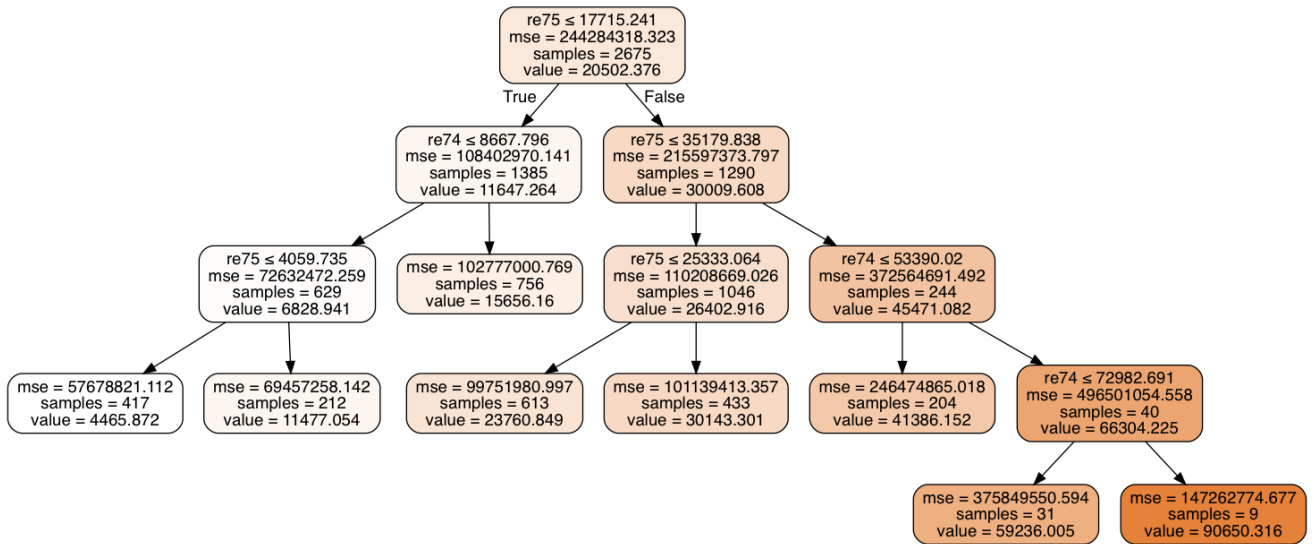 re75 ≤ 17715.241
mse = 244284318.323
samples = 2675
value = 20502.376
True
False
re74 ≤ 8667.796
mse = 108402970.141
samples = 1385
value = 11647.264
re75 ≤ 35179.838
mse = 215597373.797
samples = 1290
value = 30009.608
re75 ≤ 4059.735
mse = 72632472.259
samples = 629
value = 6828.941
mse = 102777000.769
samples = 756
value = 15656.16
re75 ≤ 25333.064
mse = 110208669.026
samples = 1046
value = 26402.916
re74 ≤ 53390.02
mse = 372564691.492
samples = 244
value = 45471.082
mse = 57678821.112
samples = 417
value = 4465.872
mse = 69457258.142
samples = 212
value = 11477.054
mse = 99751980.997
samples = 613
value = 23760.849
mse = 101139413.357
samples = 433
value = 30143.301
mse = 246474865.018
samples = 204
value = 41386.152
re74 ≤ 72982.691
mse = 496501054.558
samples = 40
value = 66304.225
mse = 375849550.594
samples = 31
value = 59236.005
mse = 147262774.677
samples = 9
value = 90650.316